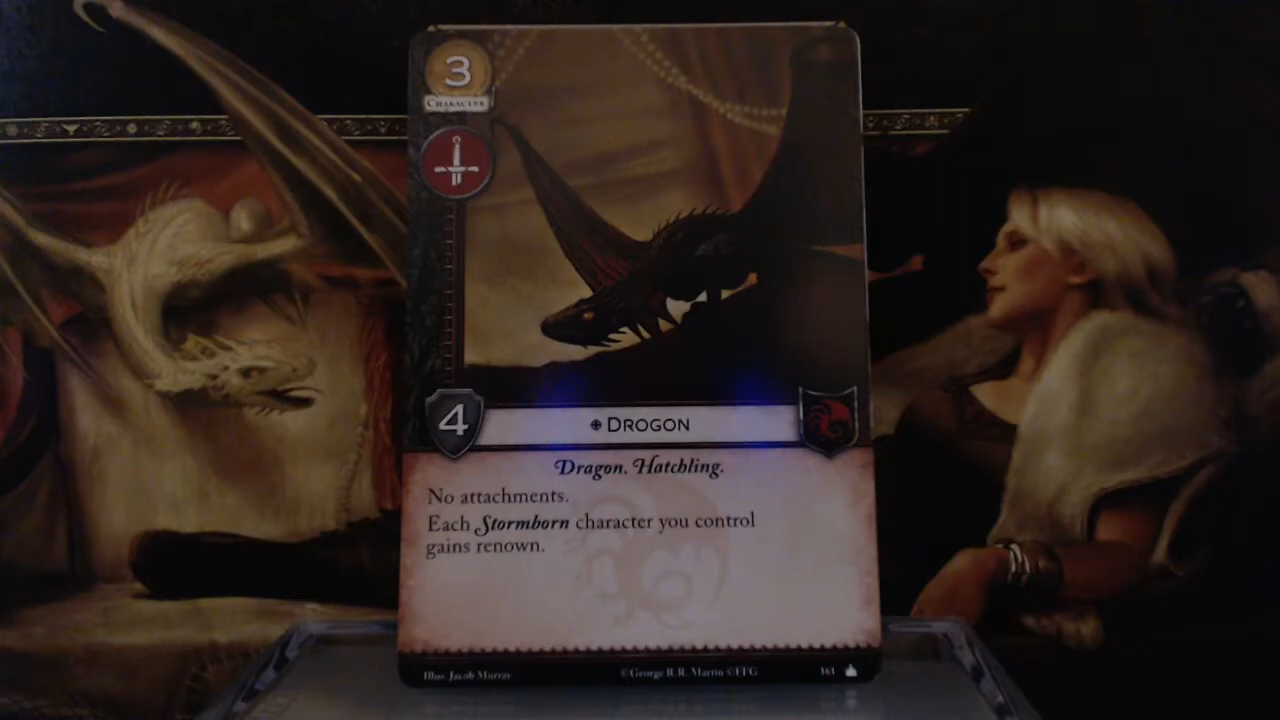 3
Character
4
Drogon
Dragon. Hatchling.
No attachments.
Each Stormborn character you control
gains renown.
Illus. Jacob Murray ©George R.R. Martin ©FFG 161